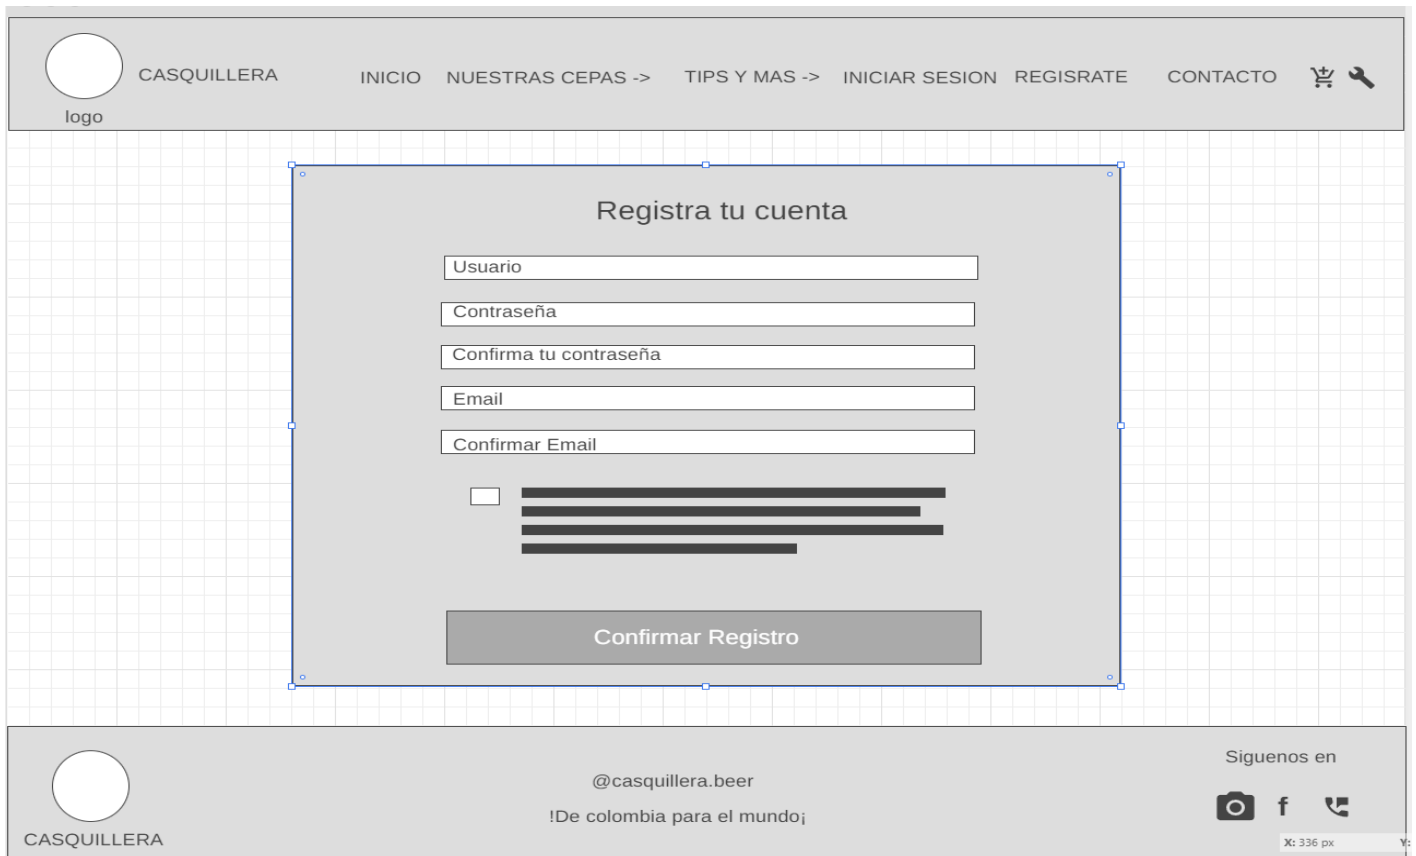 CASQUILLERA
logo
INICIO
NUESTRAS CEPAS ->
TIPS Y MAS ->
INICIAR SESION
REGISRATE
CONTACTO
Registra tu cuenta
Usuario
Contraseña
Confirma tu contraseña
Email
Confirmar Email
Confirmar Registro
CASQUILLERA
@casquillera.beer
!De colombia para el mundo¡
Siguenos en
f
X: 336 px
Y: